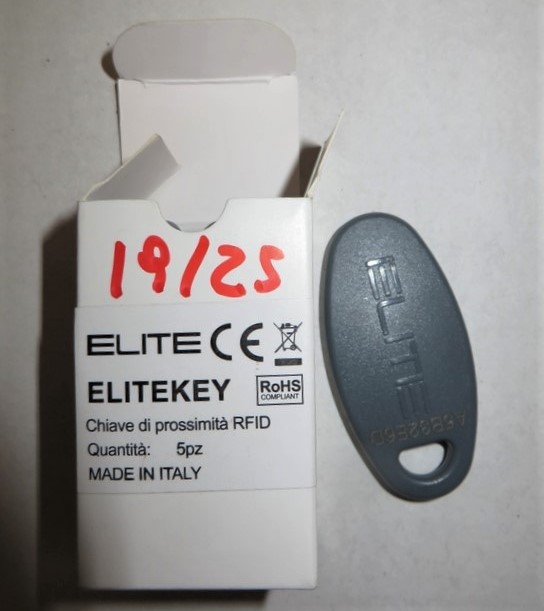 19/25
ELITE CE
ELITEKEY
RoHS
COMPLIANT
Chiave di prossimità RFID
Quantità: 5pz
MADE IN ITALY
ELITE